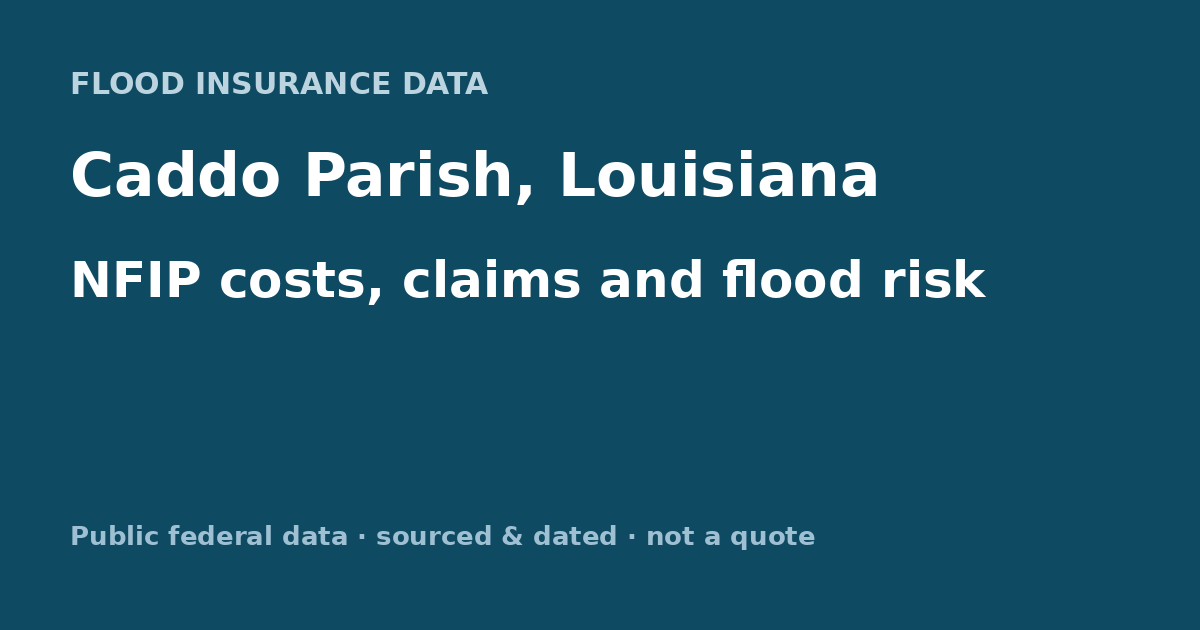 FLOOD INSURANCE DATA
Caddo Parish, Louisiana
NFIP costs, claims and flood risk
Public federal data · sourced & dated · not a quote